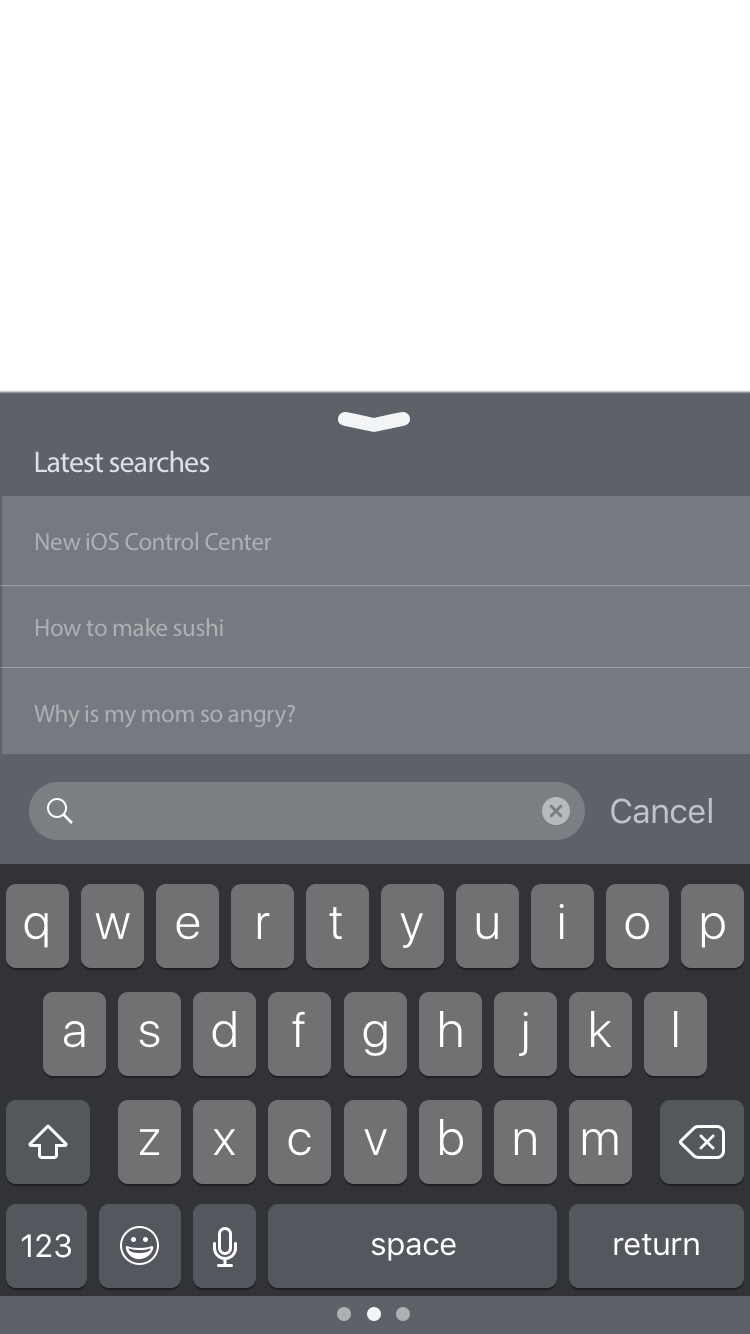 Latest searches
New iOS Control Center
How to make sushi
Why is my mom so angry?
Cancel
q w e r t y u i o p
a s d f g h j k l
z x c v b n m
123 space return